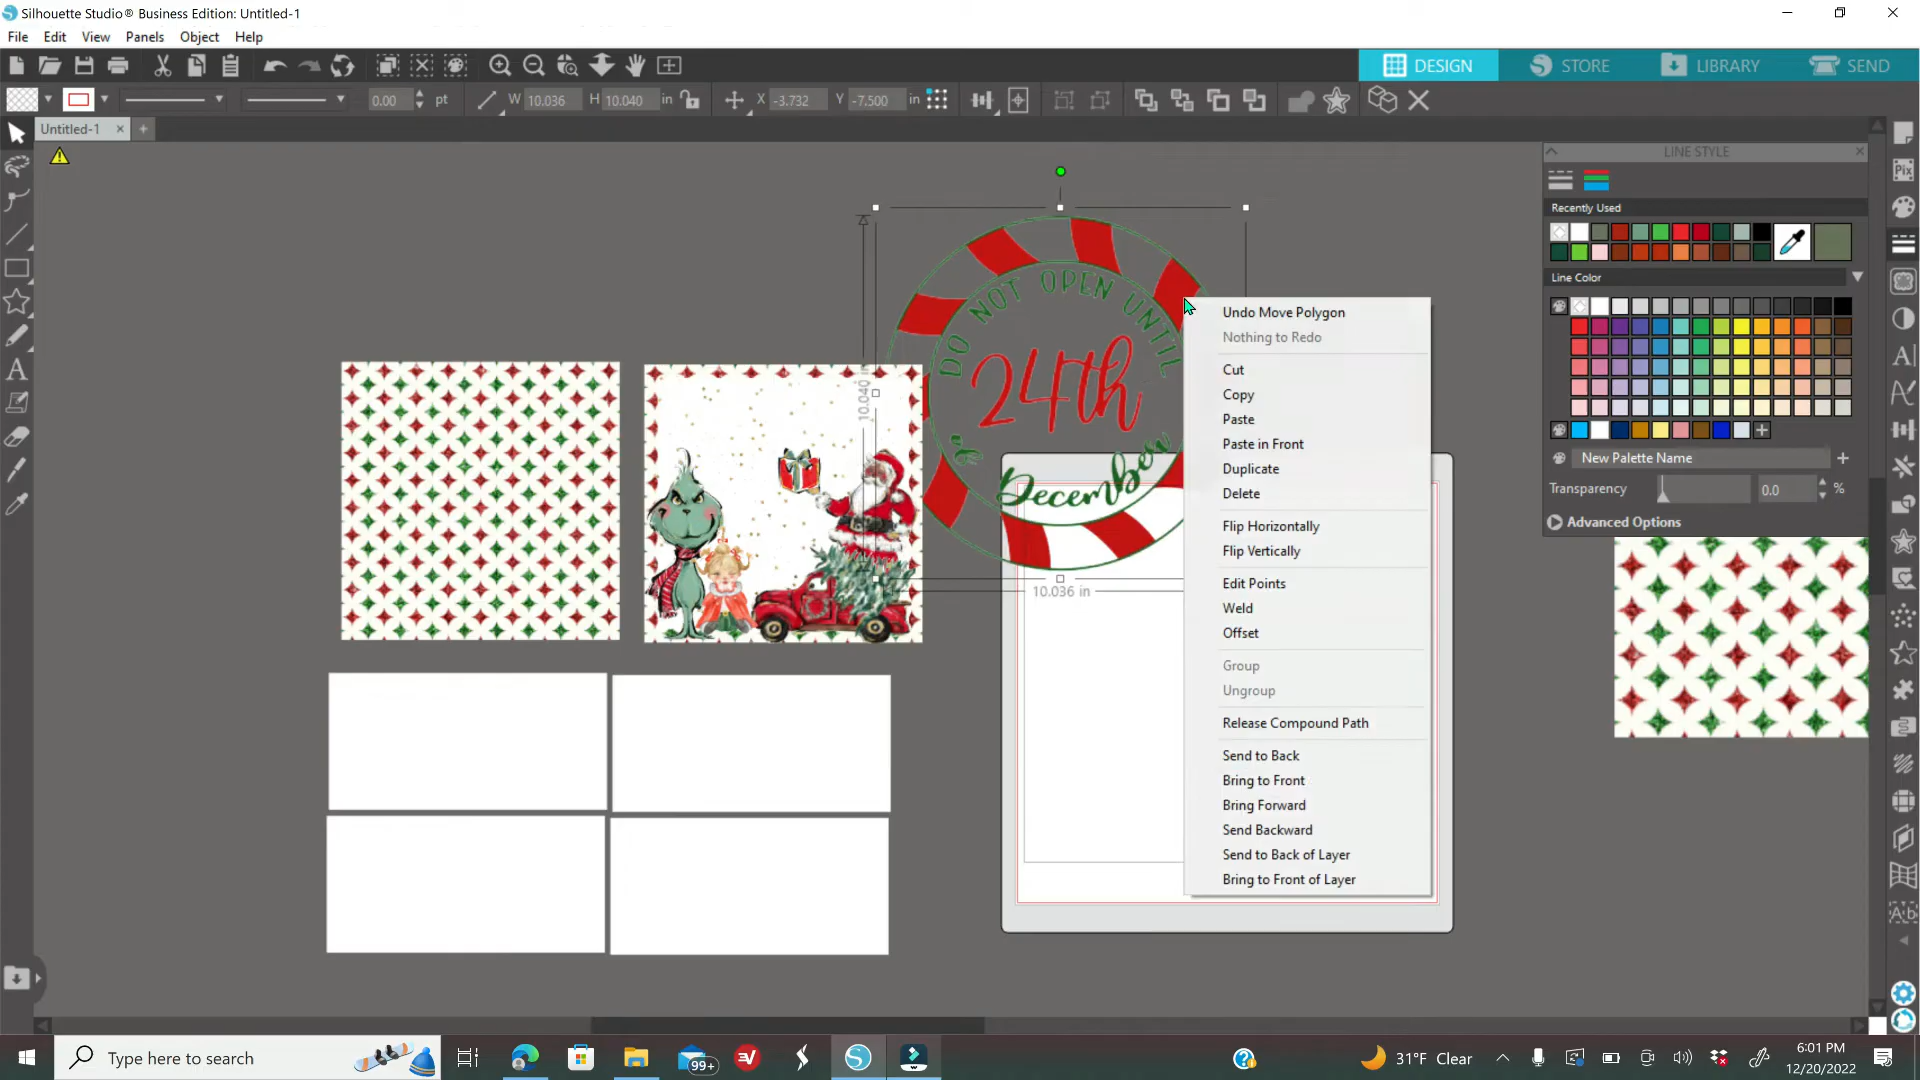 Silhouette Studio® Business Edition: Untitled-1
File Edit View Panels Object Help
DESIGN STORE LIBRARY SEND
0.00 pt W 10.036 H 10.040 in X -3.732 Y -7.500 in
Untitled-1
LINE STYLE
Recently Used
Line Color
New Palette Name
Transparency 0.0 %
Advanced Options
DO NOT OPEN UNTIL
24th
of
December
10.040 in
10.036 in
Undo Move Polygon
Nothing to Redo
Cut
Copy
Paste
Paste in Front
Duplicate
Delete
Flip Horizontally
Flip Vertically
Edit Points
Weld
Offset
Group
Ungroup
Release Compound Path
Send to Back
Bring to Front
Bring Forward
Send Backward
Send to Back of Layer
Bring to Front of Layer
Type here to search
99+
31°F Clear
6:01 PM
12/20/2022